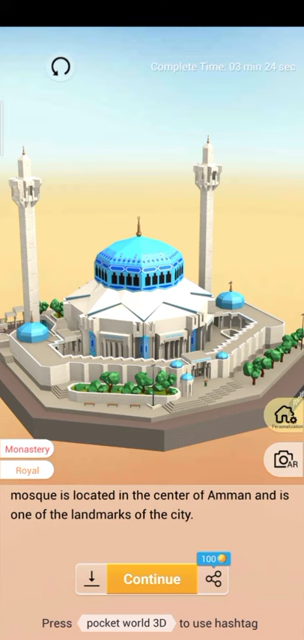 Complete Time: 03 min 24 sec
Personalization
AR
Monastery
Royal
mosque is located in the center of Amman and is
one of the landmarks of the city.
100
Continue
Press pocket world 3D to use hashtag